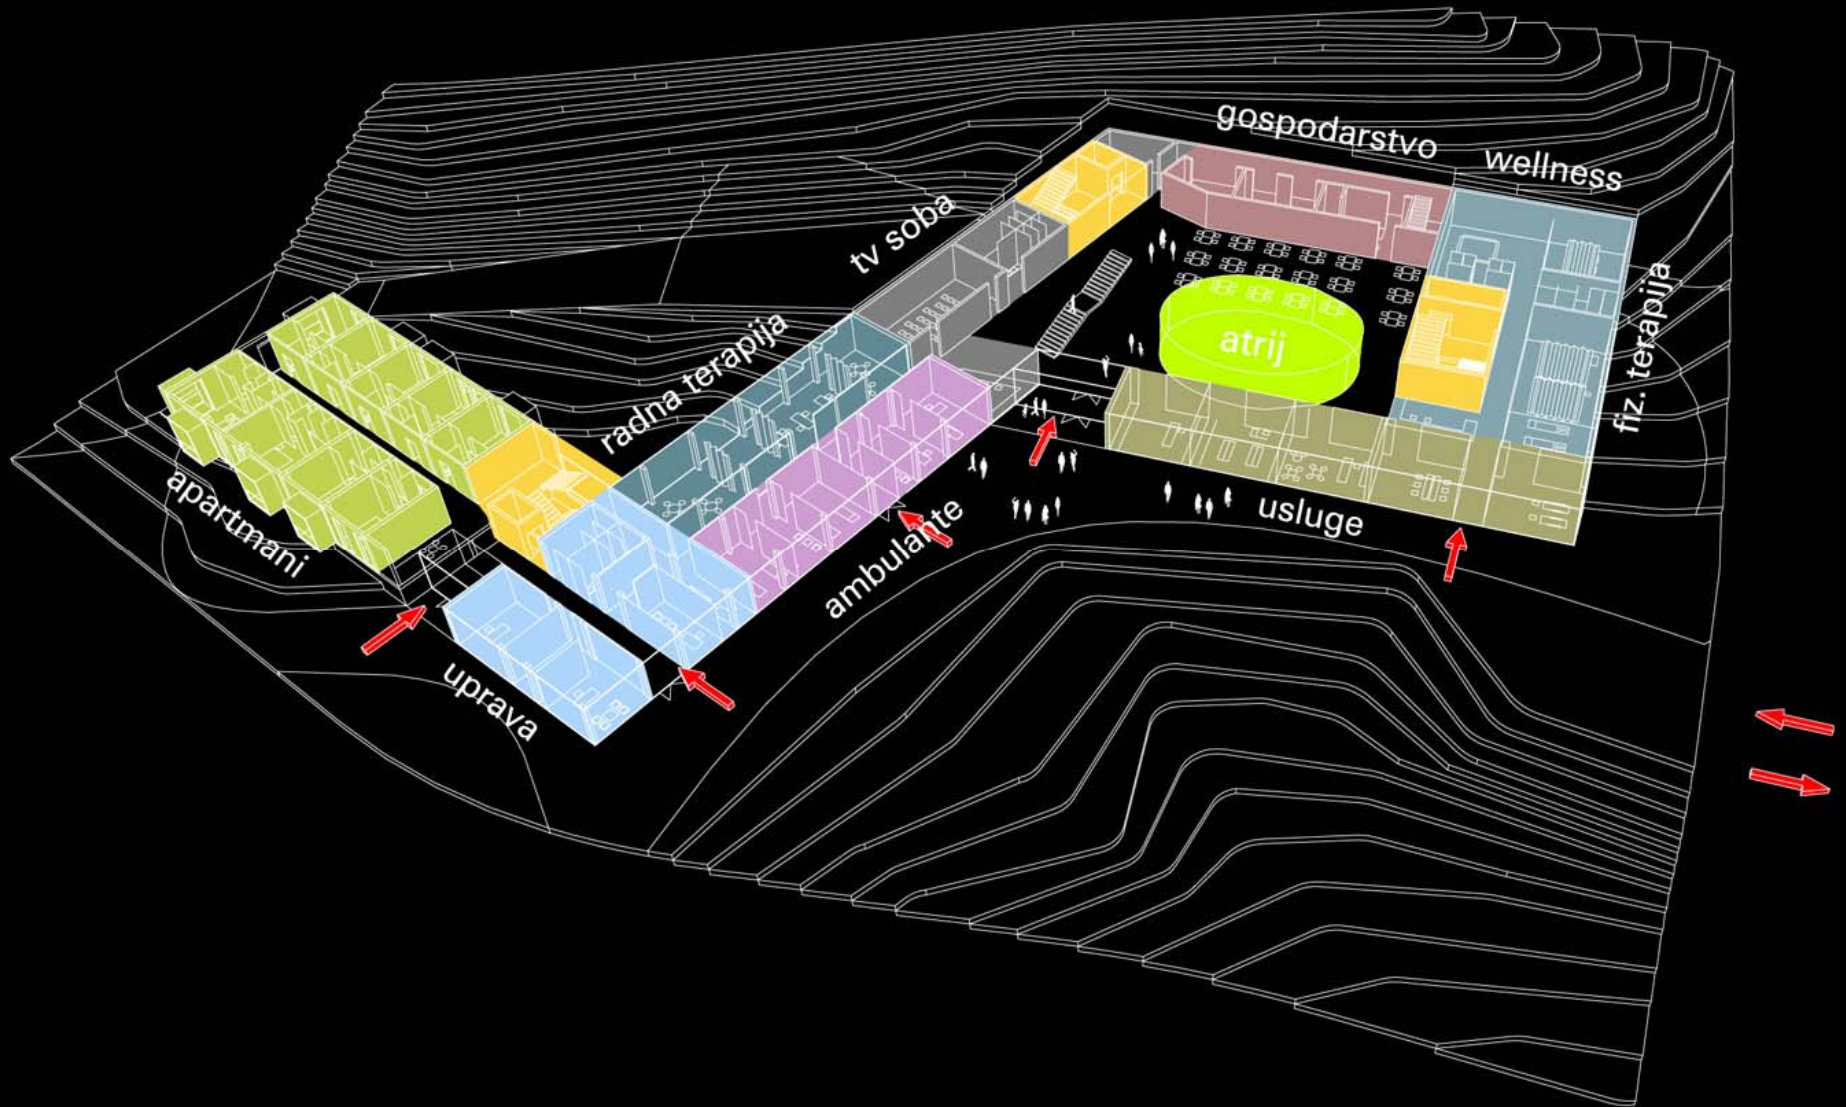 gospodarstvo
wellness
tv soba
fiz. terapija
atrij
radna terapija
apartmani
usluge
ambulante
uprava